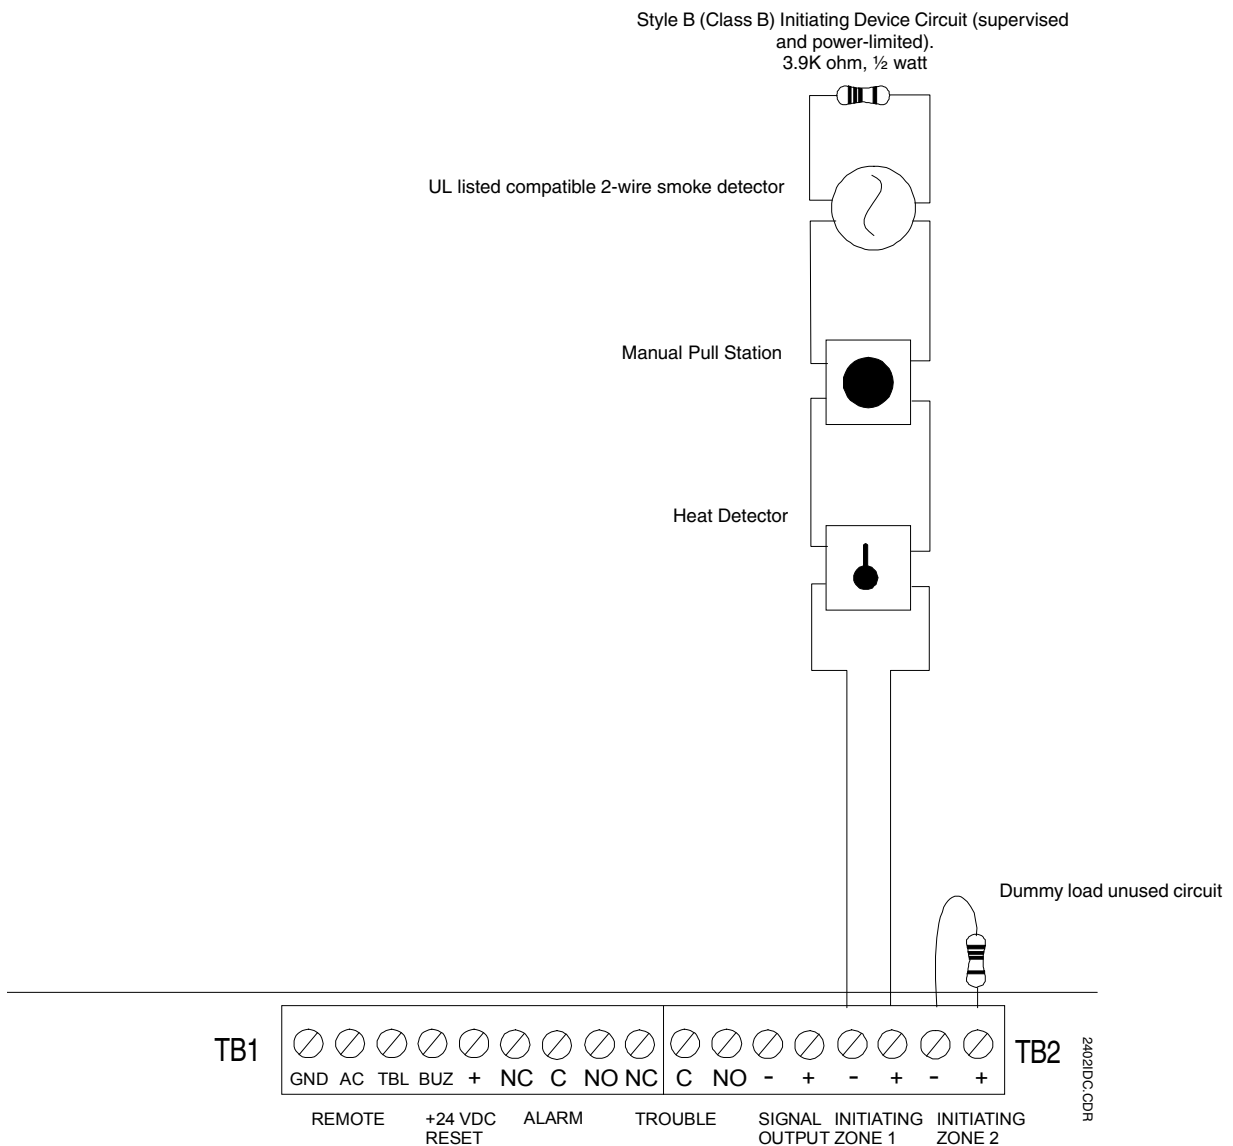 Style B (Class B) Initiating Device Circuit (supervised
and power-limited).
3.9K ohm, ½ watt
UL listed compatible 2-wire smoke detector
Manual Pull Station
Heat Detector
Dummy load unused circuit
TB1
TB2
GND AC TBL BUZ + NC C NO NC C NO - + - + - +
REMOTE
+24 VDC
RESET
ALARM
TROUBLE
SIGNAL
OUTPUT
INITIATING
ZONE 1
INITIATING
ZONE 2
2402IDC.CDR